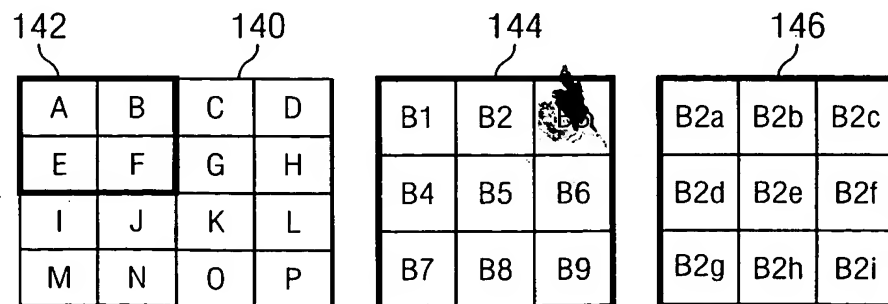 142 140
A B C D
E F G H
I J K L
M N O P
144
B1 B2
B4 B5 B6
B7 B8 B9
146
B2a B2b B2c
B2d B2e B2f
B2g B2h B2i